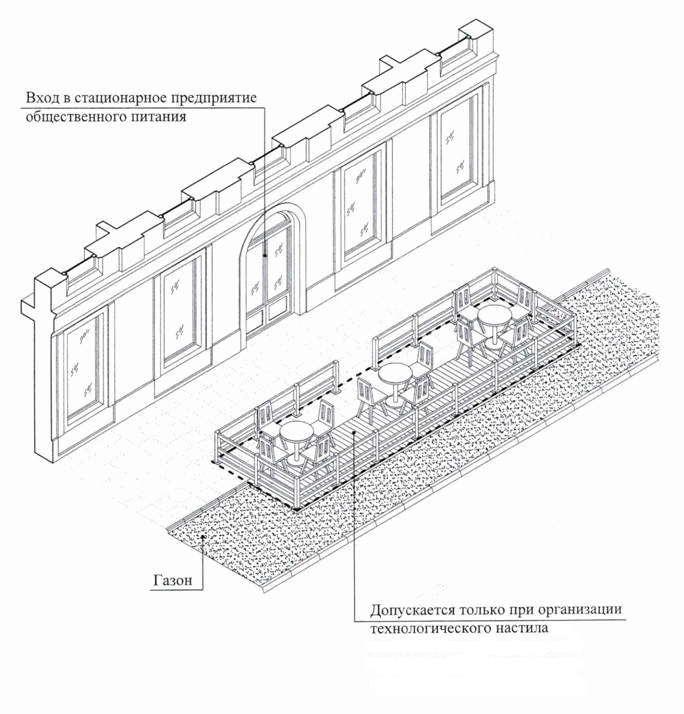 Вход в стационарное предприятие
общественного питания
Газон
Допускается только при организации
технологического настила